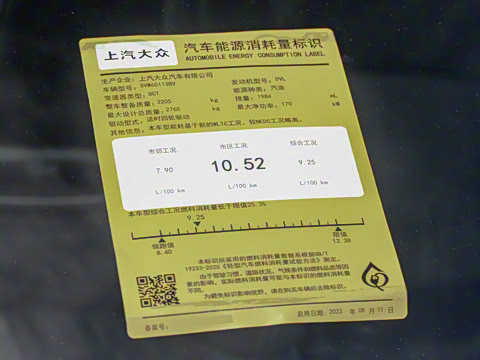 上汽大众
汽车能源消耗量标识
AUTOMOBILE ENERGY CONSUMPTION LABEL
生产企业：上汽大众汽车有限公司
车辆型号：SVW65113BV 发动机型号：DVL
变速器类型：DCT 能源种类：汽油
整车整备质量：2205 kg 排量：1984 mL
最大设计总质量：2765 kg 最大净功率：170 kW
驱动型式：适时四轮驱动
其他信息：本车型能耗基于新的WLTC工况，较NEDC工况略高。
市郊工况 市区工况 综合工况
7.90 10.52 9.25
L/100 km L/100 km L/100 km
本车型综合工况燃料消耗量低于限值25.3%
9.25
领跑值 限值
8.40 12.38
本标识所采用的燃料消耗量数据系根据GB/T
19233-2020《轻型汽车燃料消耗量试验方法》测定。
由于驾驶习惯、道路状况、气候条件和燃料品质等因
素的影响，实际燃料消耗量可能与本标识的燃料消耗量
不同。
为避免标识影响视野，请在购买车辆后去除标识。
备案号：
启用日期：2023 年 08 月 11 日